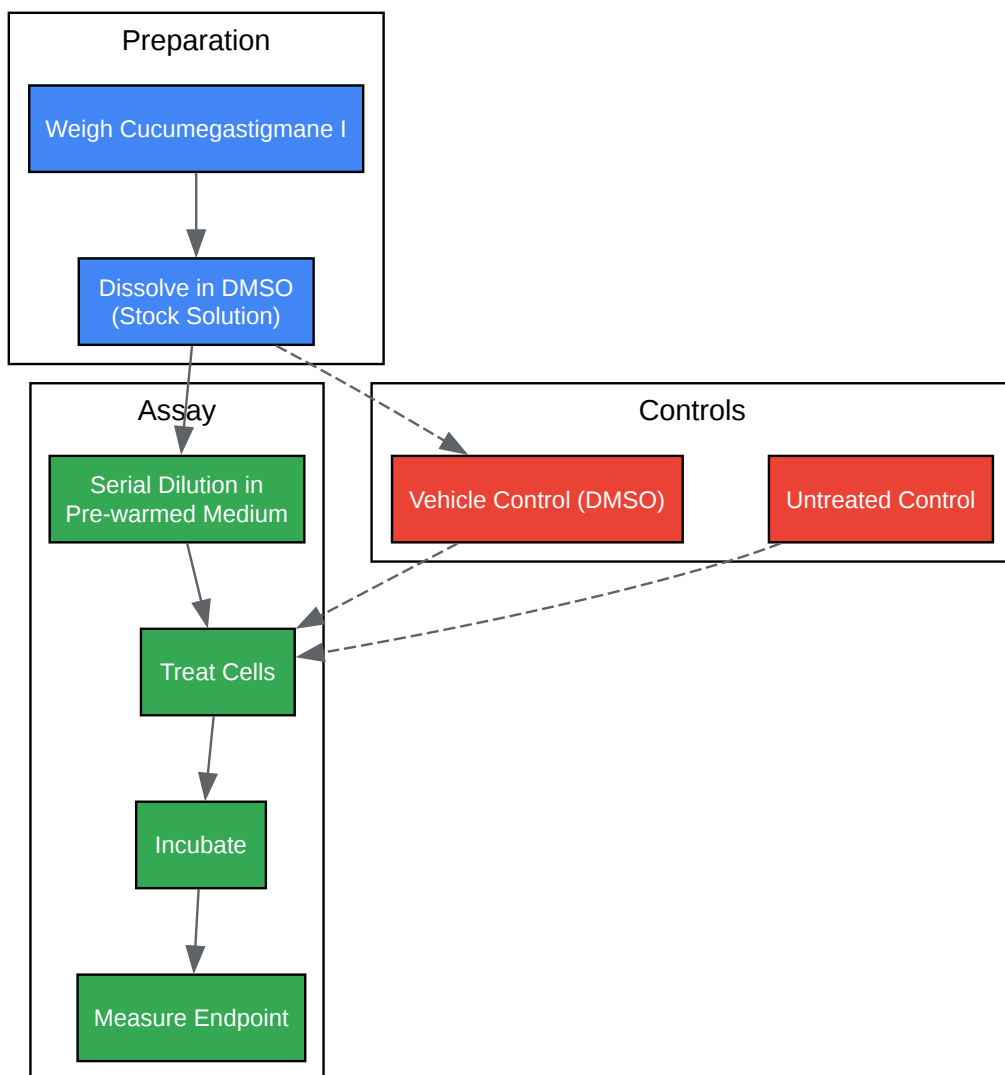 Preparation
Weigh Cucumegastigmane I
Dissolve in DMSO
(Stock Solution)
Assay
Controls
Serial Dilution in
Pre-warmed Medium
Vehicle Control (DMSO)
Untreated Control
Treat Cells
Incubate
Measure Endpoint